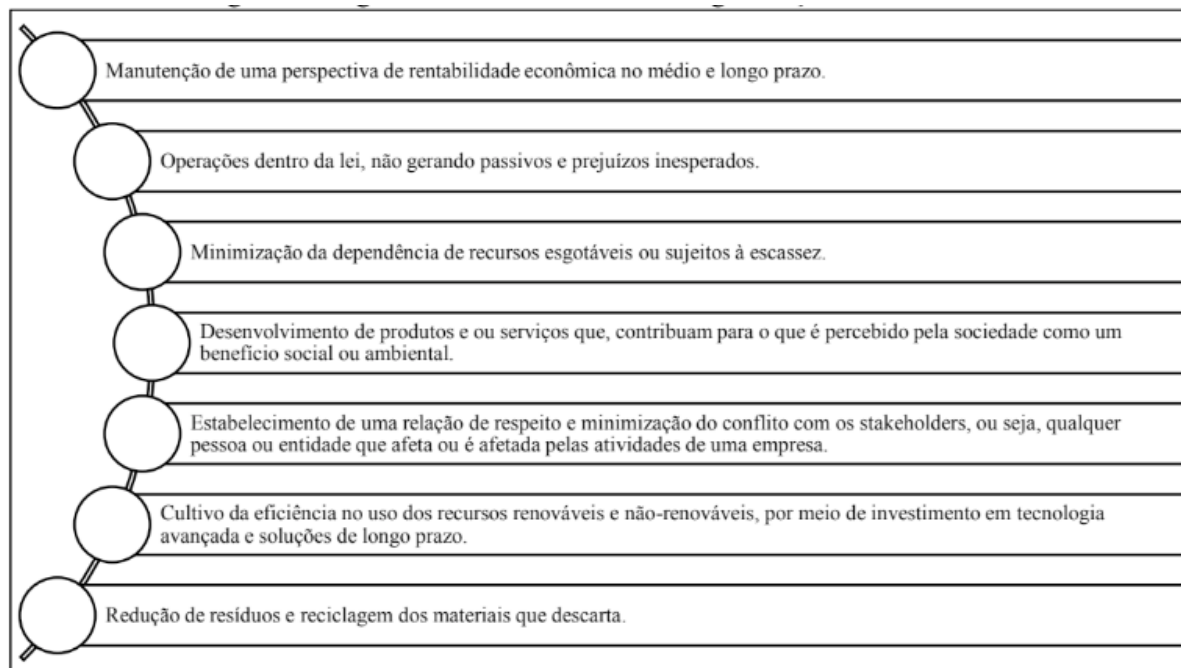 Manutenção de uma perspectiva de rentabilidade econômica no médio e longo prazo.
Operações dentro da lei, não gerando passivos e prejuízos inesperados.
Minimização da dependência de recursos esgotáveis ou sujeitos à escassez.
Desenvolvimento de produtos e ou serviços que, contribuam para o que é percebido pela sociedade como um
benefício social ou ambiental.
Estabelecimento de uma relação de respeito e minimização do conflito com os stakeholders, ou seja, qualquer
pessoa ou entidade que afeta ou é afetada pelas atividades de uma empresa.
Cultivo da eficiência no uso dos recursos renováveis e não-renováveis, por meio de investimento em tecnologia
avançada e soluções de longo prazo.
Redução de resíduos e reciclagem dos materiais que descarta.